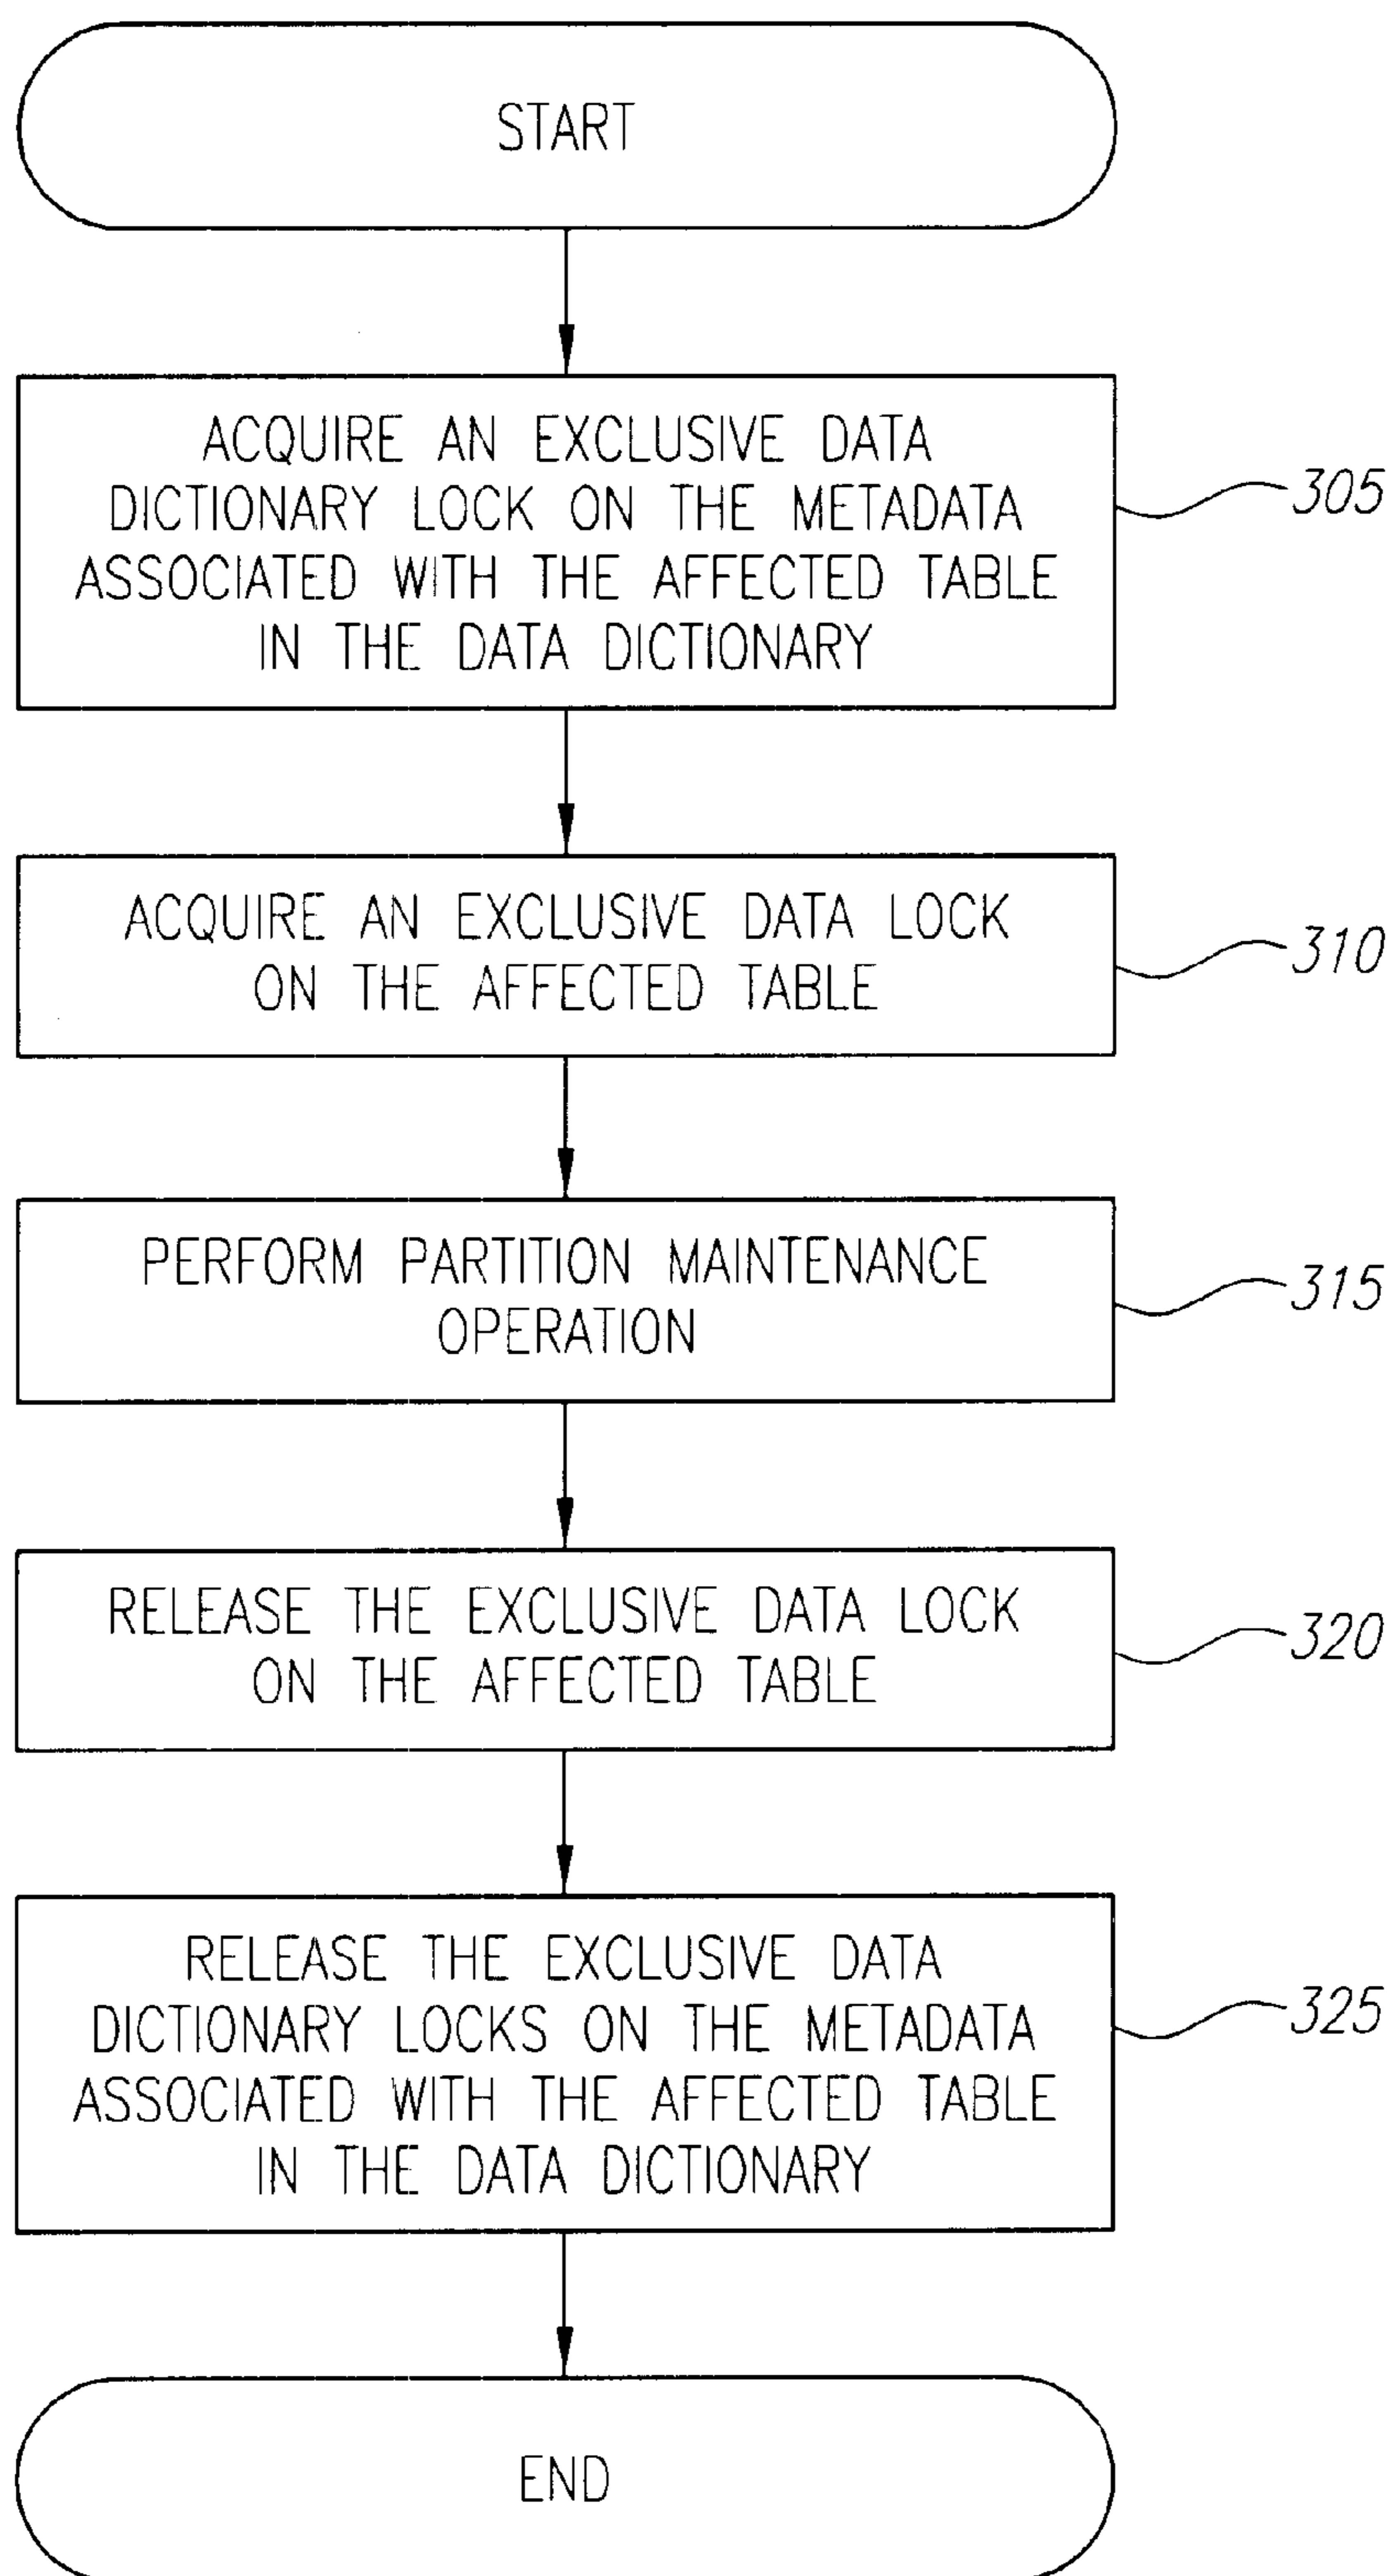 START
ACQUIRE AN EXCLUSIVE DATA
DICTIONARY LOCK ON THE METADATA
ASSOCIATED WITH THE AFFECTED TABLE
IN THE DATA DICTIONARY
305
ACQUIRE AN EXCLUSIVE DATA LOCK
ON THE AFFECTED TABLE
310
PERFORM PARTITION MAINTENANCE
OPERATION
315
RELEASE THE EXCLUSIVE DATA LOCK
ON THE AFFECTED TABLE
320
RELEASE THE EXCLUSIVE DATA
DICTIONARY LOCKS ON THE METADATA
ASSOCIATED WITH THE AFFECTED TABLE
IN THE DATA DICTIONARY
325
END